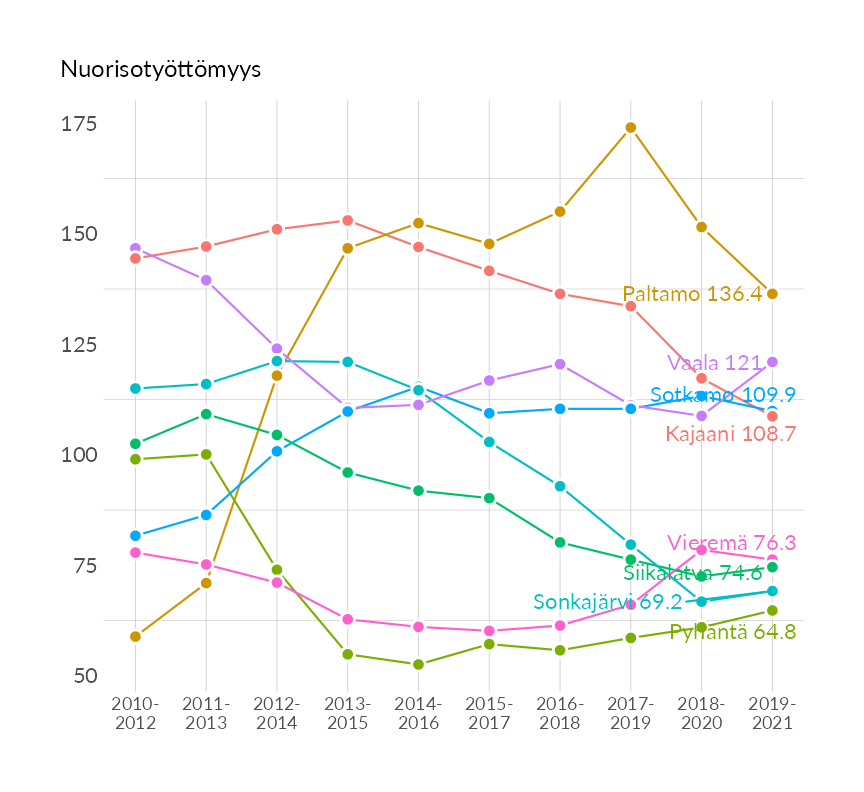 Nuorisotyöttömyys
175
150
125
100
75
50
Paltamo 136.4
Vaala 121
Sotkamo 109.9
Kajaani 108.7
Vieremä 76.3
Siikalatva 74.6
Sonkajärvi 69.2
Pyhäntä 64.8
2010-
2012
2011-
2013
2012-
2014
2013-
2015
2014-
2016
2015-
2017
2016-
2018
2017-
2019
2018-
2020
2019-
2021